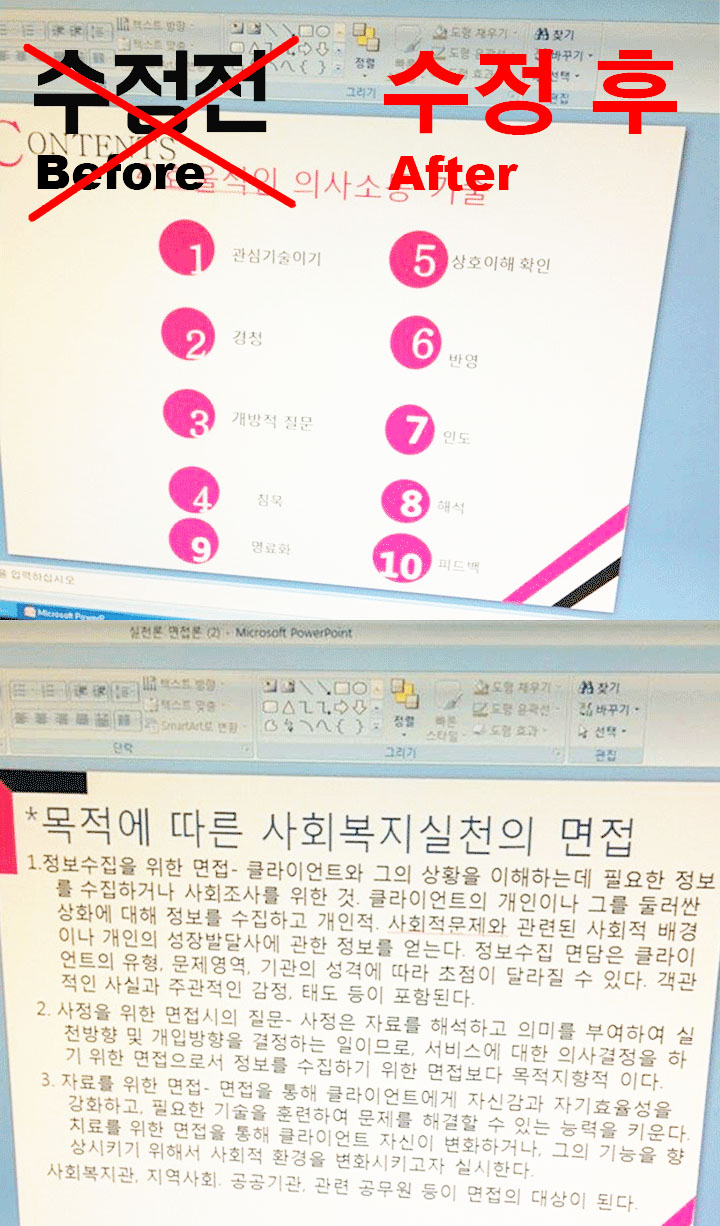 텍스트 방향
텍스트 맞춤
정렬
도형 채우기
도형 윤곽선
도형 효과
찾기
바꾸기
선택
그리기
편집
수정전
Before
수정 후
After
CONTENTS
의사소통 기술
1 관심기술이기
5 상호이해 확인
2 경청
6 반영
3 개방적 질문
7 인도
4 침묵
8 해석
9 명료화
10 피드백
입력하십시오
Microsoft PowerP
실천론 면접론 (2) - Microsoft PowerPoint
텍스트 방향
텍스트 맞춤
SmartArt로 변환
단락
정렬
빠른
스타일
도형 채우기
도형 윤곽선
도형 효과
그리기
찾기
바꾸기
선택
편집
*목적에 따른 사회복지실천의 면접
1.정보수집을 위한 면접- 클라이언트와 그의 상황을 이해하는데 필요한 정보
를 수집하거나 사회조사를 위한 것. 클라이언트의 개인이나 그를 둘러싼
상화에 대해 정보를 수집하고 개인적. 사회적문제와 관련된 사회적 배경
이나 개인의 성장발달사에 관한 정보를 얻는다. 정보수집 면담은 클라이
언트의 유형, 문제영역, 기관의 성격에 따라 초점이 달라질 수 있다. 객관
적인 사실과 주관적인 감정, 태도 등이 포함된다.
2. 사정을 위한 면접시의 질문- 사정은 자료를 해석하고 의미를 부여하여 실
천방향 및 개입방향을 결정하는 일이므로, 서비스에 대한 의사결정을 하
기 위한 면접으로서 정보를 수집하기 위한 면접보다 목적지향적 이다.
3. 자료를 위한 면접- 면접을 통해 클라이언트에게 자신감과 자기효율성을
강화하고, 필요한 기술을 훈련하여 문제를 해결할 수 있는 능력을 키운다.
치료를 위한 면접을 통해 클라이언트 자신이 변화하거나, 그의 기능을 향
상시키기 위해서 사회적 환경을 변화시키고자 실시한다.
사회복지관, 지역사회. 공공기관, 관련 공무원 등이 면접의 대상이 된다.